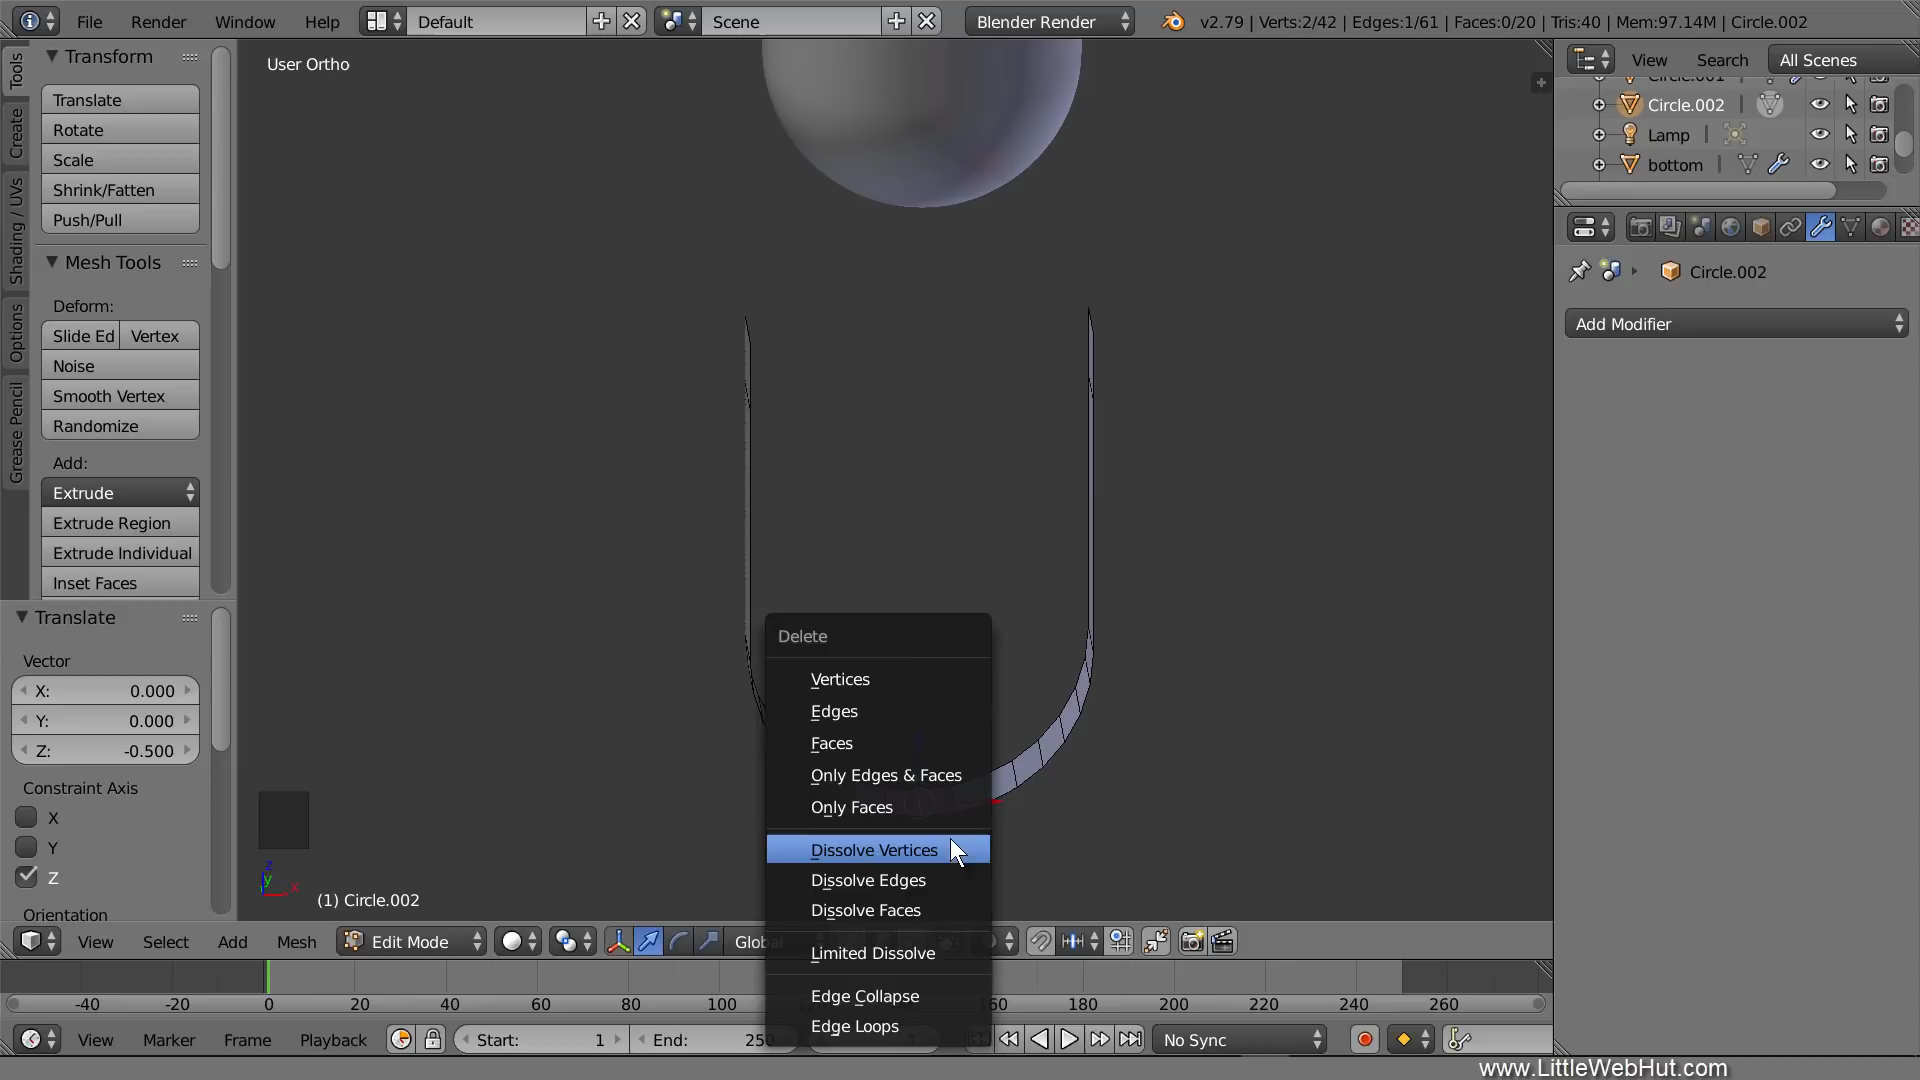 File Render Window Help Default Scene Blender Render v2.79 | Verts:2/42 | Edges:1/61 | Faces:0/20 | Tris:40 | Mem:97.14M | Circle.002
Tools
Create
Shading / UVs
Options
Grease Pencil
Transform
Translate
Rotate
Scale
Shrink/Fatten
Push/Pull
Mesh Tools
Deform:
Slide Ed Vertex
Noise
Smooth Vertex
Randomize
Add:
Extrude
Extrude Region
Extrude Individual
Inset Faces
Translate
Vector
X: 0.000
Y: 0.000
Z: -0.500
Constraint Axis
X
Y
Z
Orientation
User Ortho
Delete
Vertices
Edges
Faces
Only Edges & Faces
Only Faces
Dissolve Vertices
Dissolve Edges
Dissolve Faces
Limited Dissolve
Edge Collapse
Edge Loops
z
y
x
(1) Circle.002
View Select Add Mesh Edit Mode Global
-40 -20 0 20 40 60 80 100 160 180 200 220 240 260
View Marker Frame Playback Start: 1 End: 250 No Sync
View Search All Scenes
Circle.001
Circle.002
Lamp
bottom
Circle.002
Add Modifier
www.LittleWebHut.com